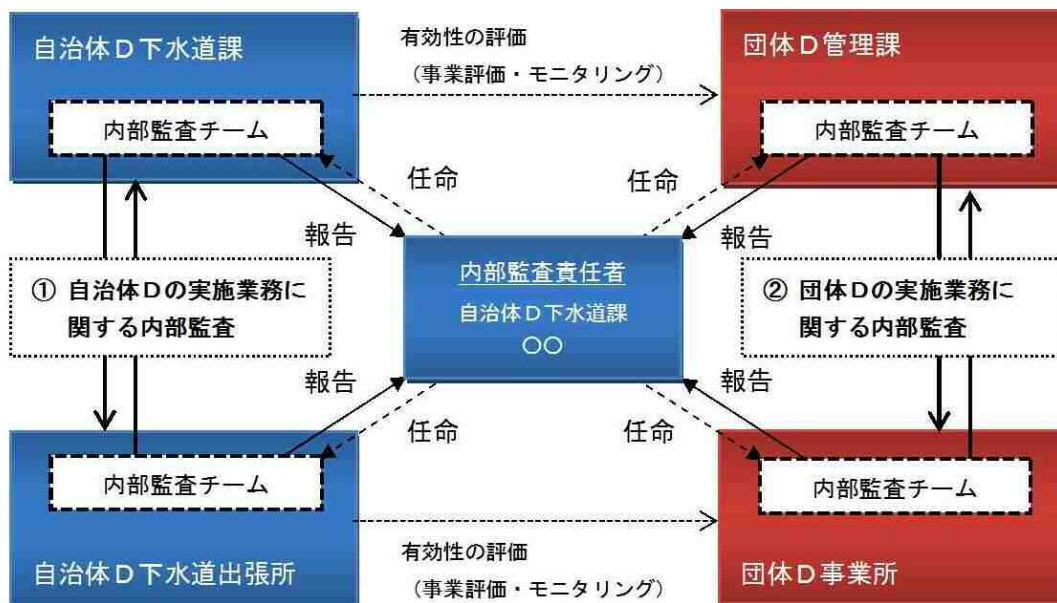 自治体D下水道課
内部監査チーム
有効性の評価
（事業評価・モニタリング）
団体D管理課
内部監査チーム
任命
任命
報告
報告
① 自治体Dの実施業務に
関する内部監査
内部監査責任者
自治体D下水道課
○○
② 団体Dの実施業務に
関する内部監査
報告
報告
任命
任命
内部監査チーム
自治体D下水道出張所
有効性の評価
（事業評価・モニタリング）
内部監査チーム
団体D事業所